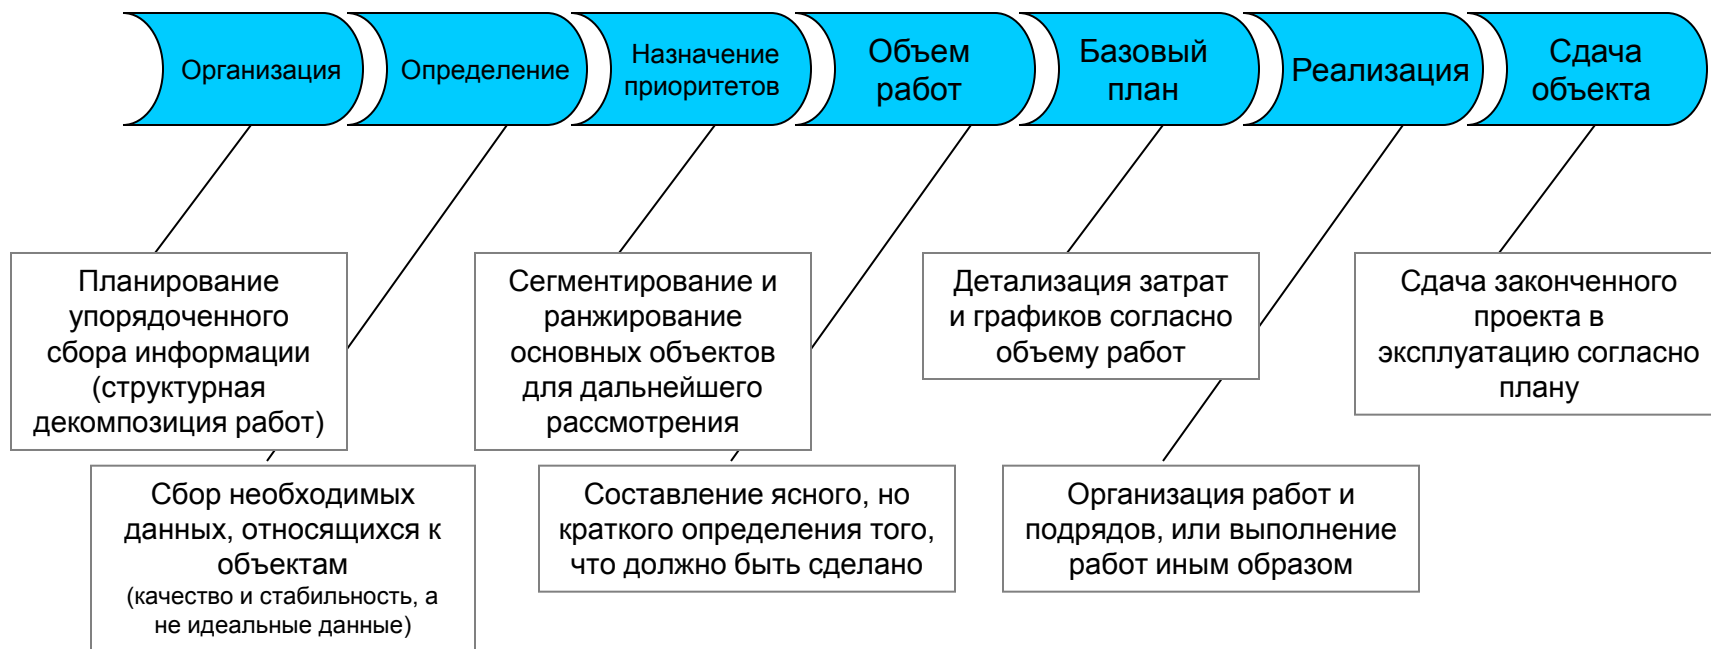 Организация
Определение
Назначение
приоритетов
Объем
работ
Базовый
план
Реализация
Сдача
объекта
Планирование
упорядоченного
сбора информации
(структурная
декомпозиция работ)
Сегментирование и
ранжирование
основных объектов
для дальнейшего
рассмотрения
Детализация затрат
и графиков согласно
объему работ
Сдача законченного
проекта в
эксплуатацию согласно
плану
Сбор необходимых
данных, относящихся к
объектам
(качество и стабильность, а
не идеальные данные)
Составление ясного, но
краткого определения того,
что должно быть сделано
Организация работ и
подрядов, или выполнение
работ иным образом